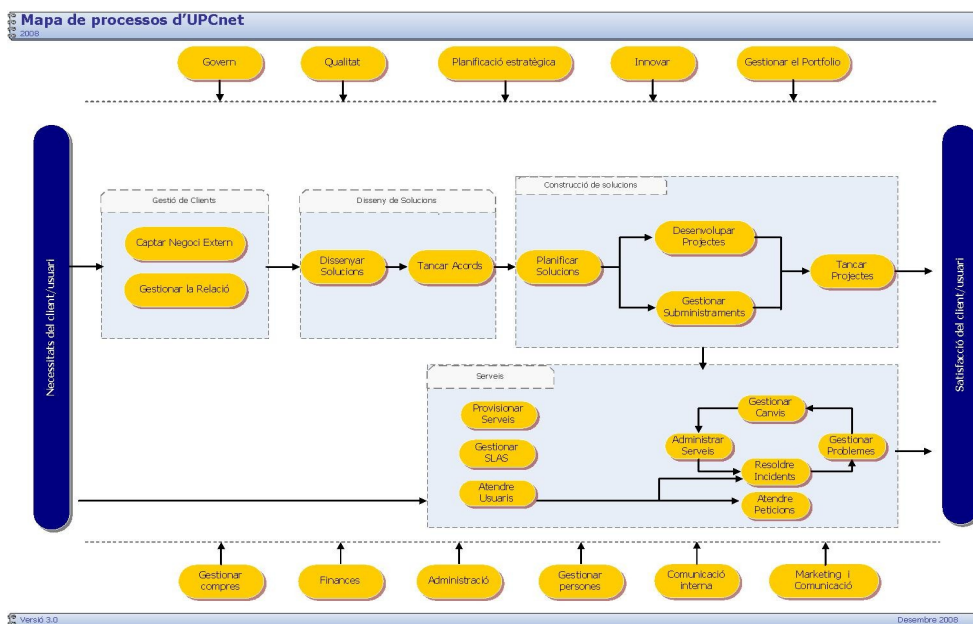 Mapa de processos d'UPCnet
2008
Govern
Qualitat
Planificació estratègica
Innovar
Gestionar el Portfolio
Necessitats del client/usuari
Gestió de Clients
Captar Negoci Extern
Gestionar la Relació
Disseny de Solucions
Dissenyar
Solucions
Tancar Acords
Construcció de solucions
Planificar
Solucions
Desenvolupar
Projectes
Gestionar
Subministraments
Tancar
Projectes
Satisfacció del client/usuari
Serveis
Provisionar
Serveis
Gestionar
SLAS
Atendre
Usuaris
Gestionar
Canvis
Administrar
Serveis
Gestionar
Problemes
Resoldre
Incidents
Atendre
Peticions
Gestionar
compres
Finances
Administració
Gestionar
persones
Comunicació
interna
Marketing i
Comunicació
Versió 3.0
Desembre 2008